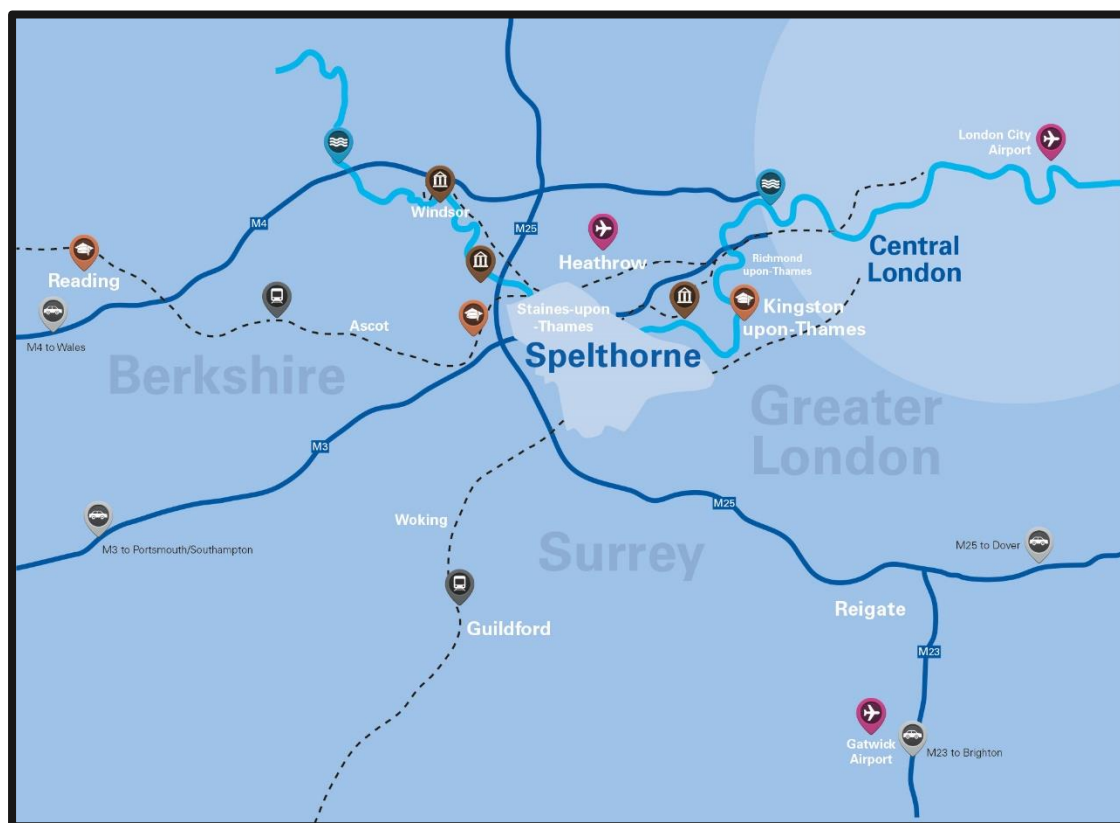 London City
Airport
M4
Windsor
M25
Heathrow
Central
London
Richmond
upon-Thames
Reading
Staines-upon
-Thames
Kingston
upon-Thames
Ascot
M4 to Wales
Spelthorne
Berkshire
Greater
London
M3
M25
Woking
M3 to Portsmouth/Southampton
Surrey
M25 to Dover
Reigate
Guildford
M23
Gatwick
Airport
M23 to Brighton